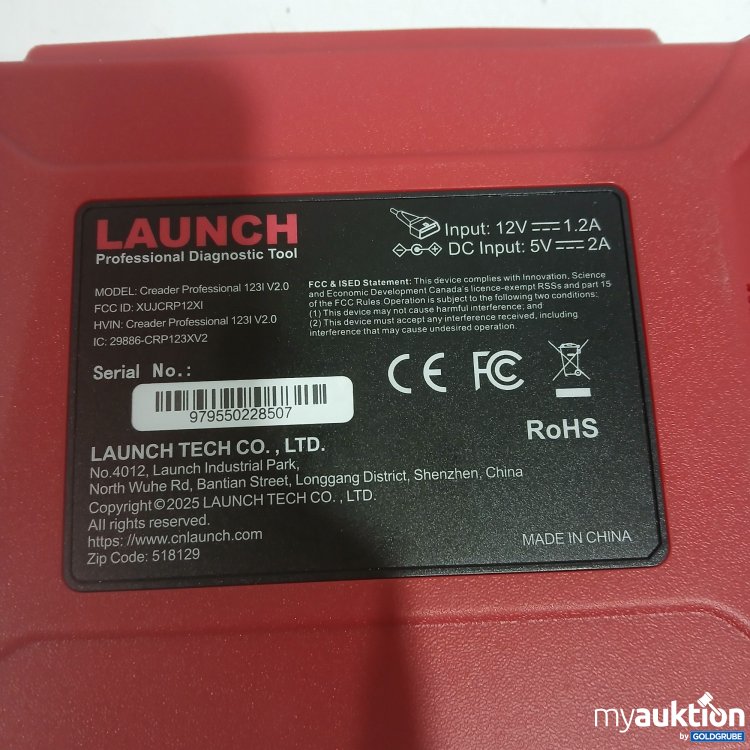 LAUNCH
Professional Diagnostic Tool
Input: 12V 1.2A
DC Input: 5V 2A
MODEL: Creader Professional 123I V2.0
FCC ID: XUJCRP12XI
HVIN: Creader Professional 123I V2.0
IC: 29886-CRP123XV2
FCC & ISED Statement: This device complies with Innovation, Science
and Economic Development Canada's licence-exempt RSSs and part 15
of the FCC Rules.Operation is subject to the following two conditions:
(1) This device may not cause harmful interference; and
(2) This device must accept any interference received, including
interference that may cause undesired operation.
Serial No.:
979550228507
CE FC
RoHS
LAUNCH TECH CO. , LTD.
No.4012, Launch Industrial Park,
North Wuhe Rd, Bantian Street, Longgang District, Shenzhen, China
Copyright ©2025 LAUNCH TECH CO. , LTD.
All rights reserved.
https: //www.cnlaunch.com
Zip Code: 518129
MADE IN CHINA
myauktion
by GOLDGRUBE